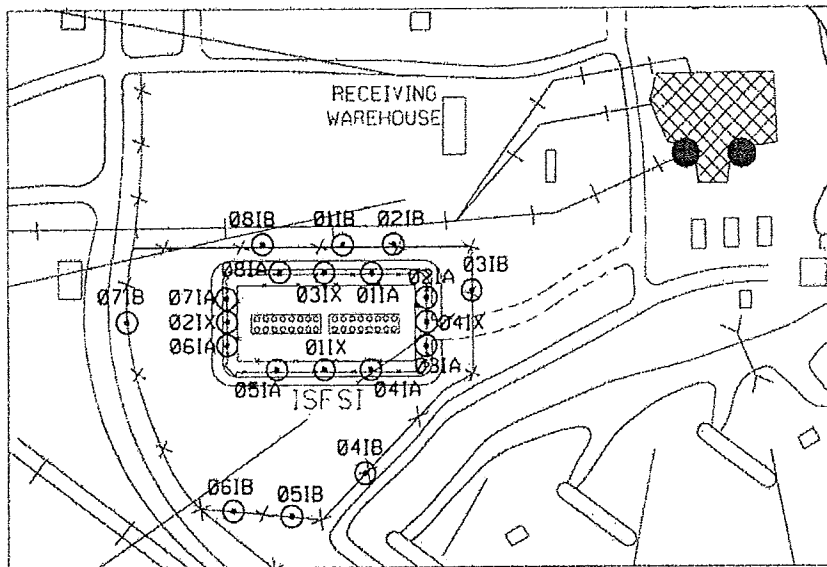 RECEIVING
WAREHOUSE
08IB 01IB 02IB
08IA 03IB
07IB 07IA 03IX 01IA 02IA
02IX 04IX
06IA 01IX 03IA
05IA 04IA
ISFSI
04IB
06IB 05IB